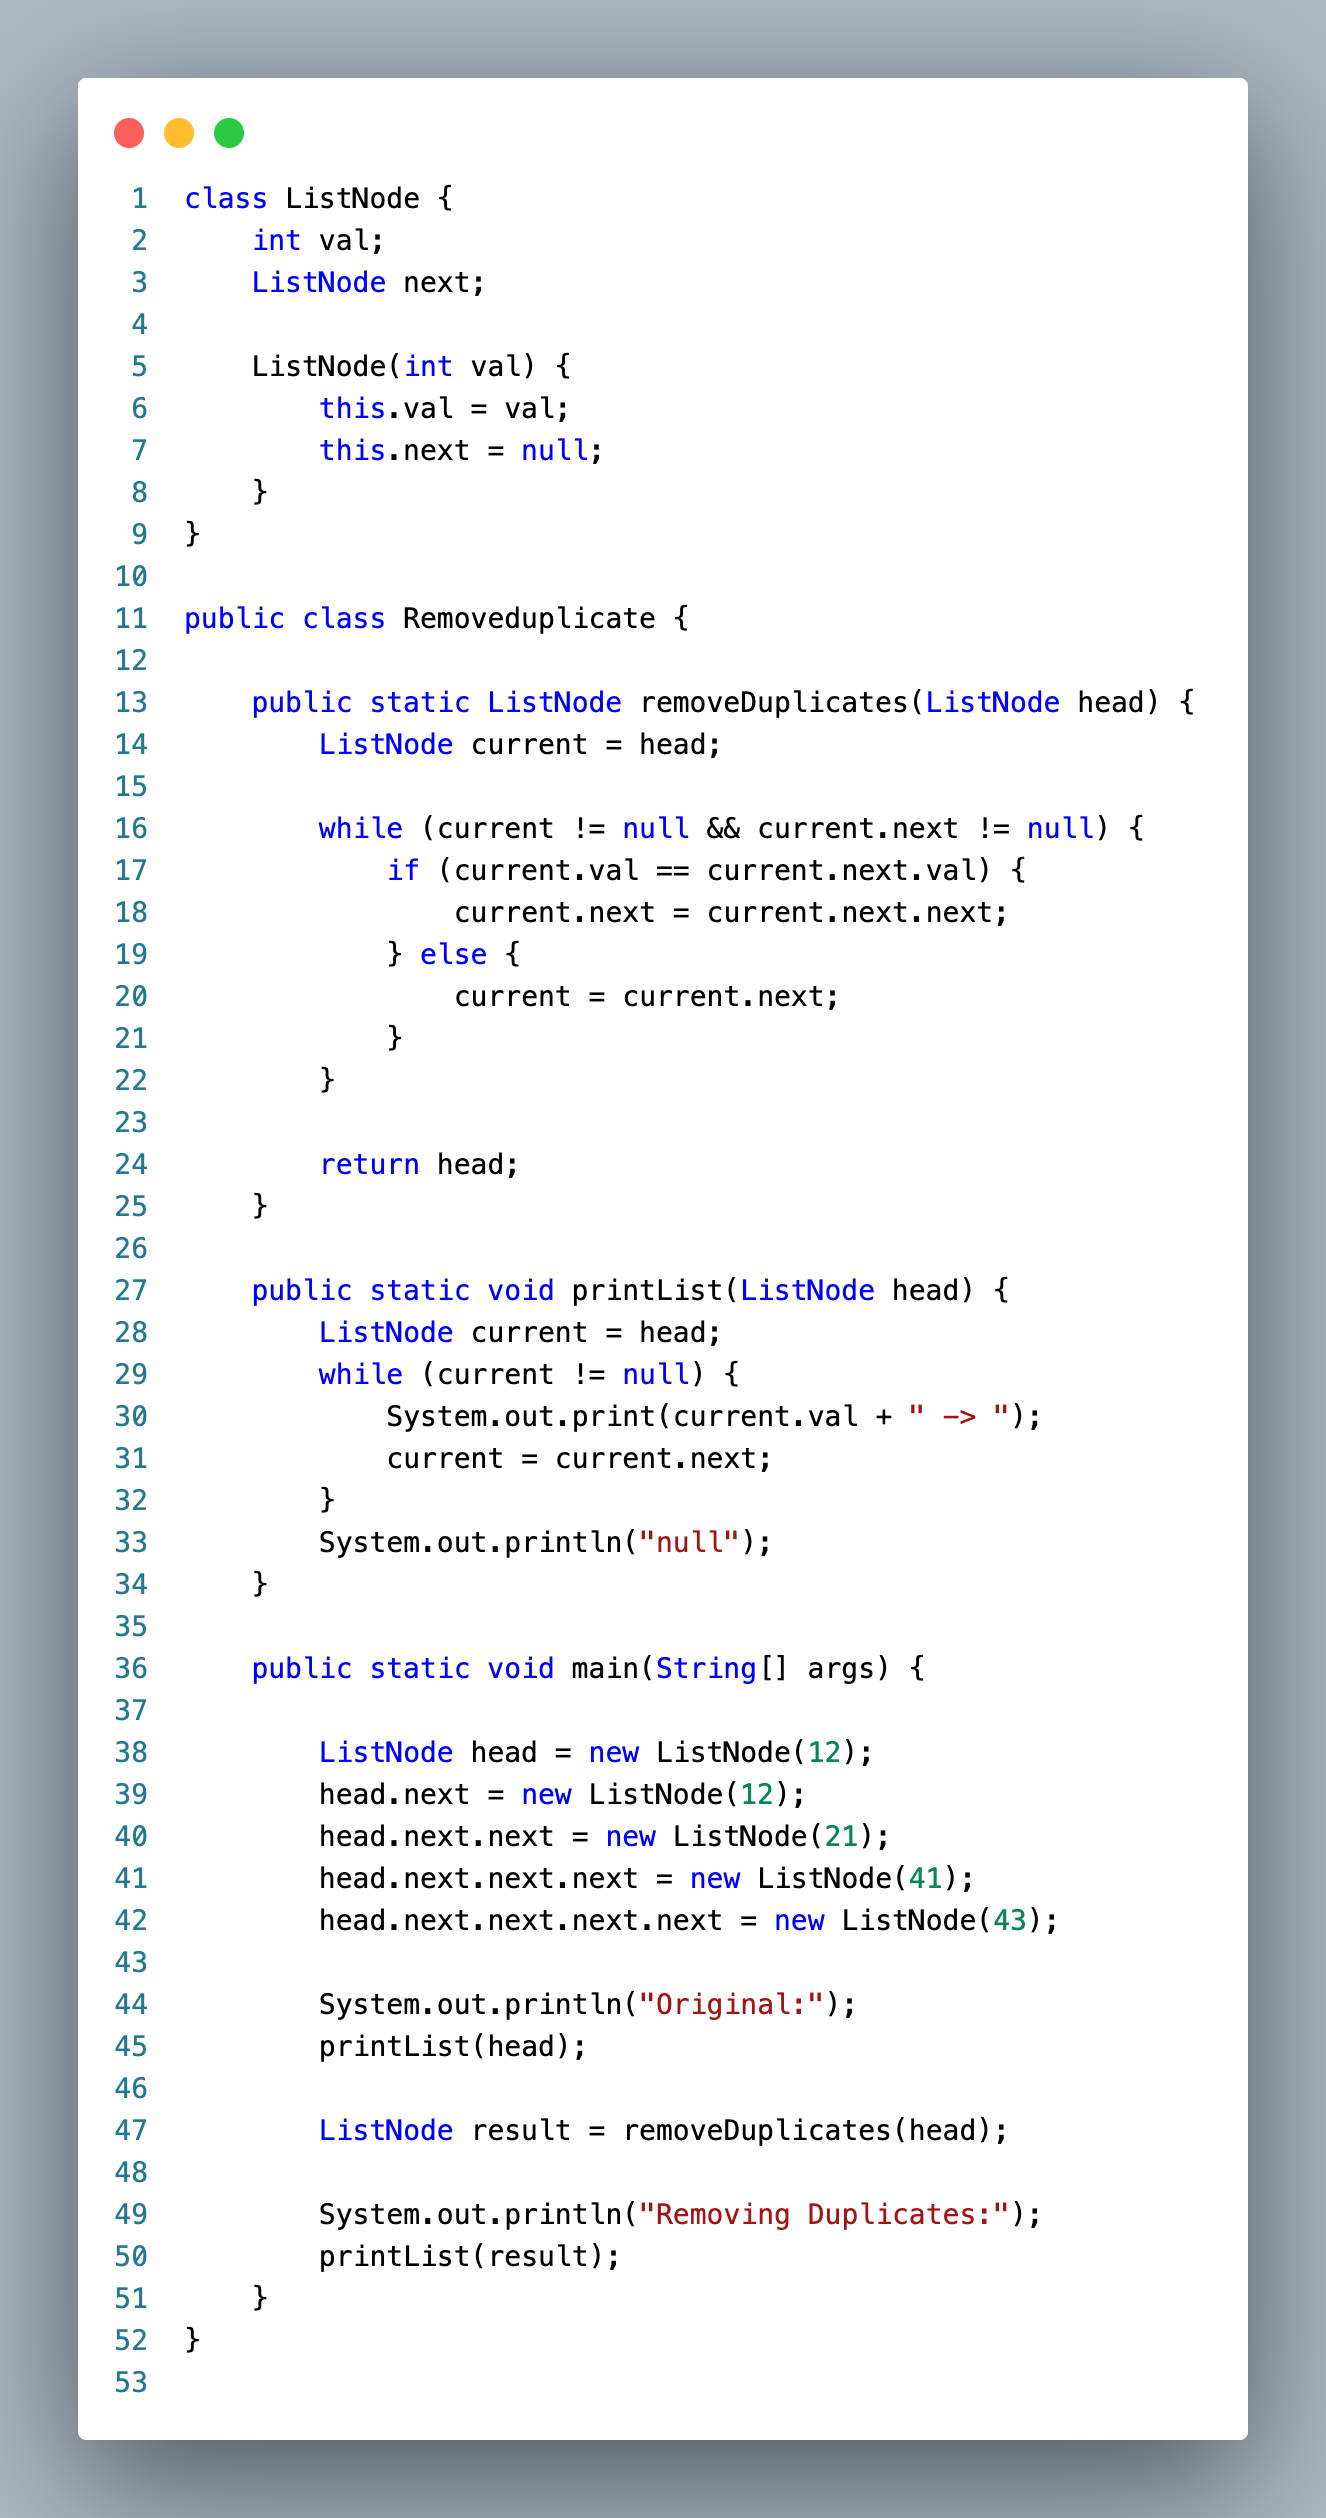 1 class ListNode {
2     int val;
3     ListNode next;
4
5     ListNode(int val) {
6         this.val = val;
7         this.next = null;
8     }
9 }
10
11 public class Removeduplicate {
12
13     public static ListNode removeDuplicates(ListNode head) {
14         ListNode current = head;
15
16         while (current != null && current.next != null) {
17             if (current.val == current.next.val) {
18                 current.next = current.next.next;
19             } else {
20                 current = current.next;
21             }
22         }
23
24         return head;
25     }
26
27     public static void printList(ListNode head) {
28         ListNode current = head;
29         while (current != null) {
30             System.out.print(current.val + " -> ");
31             current = current.next;
32         }
33         System.out.println("null");
34     }
35
36     public static void main(String[] args) {
37
38         ListNode head = new ListNode(12);
39         head.next = new ListNode(12);
40         head.next.next = new ListNode(21);
41         head.next.next.next = new ListNode(41);
42         head.next.next.next.next = new ListNode(43);
43
44         System.out.println("Original:");
45         printList(head);
46
47         ListNode result = removeDuplicates(head);
48
49         System.out.println("Removing Duplicates:");
50         printList(result);
51     }
52 }
53